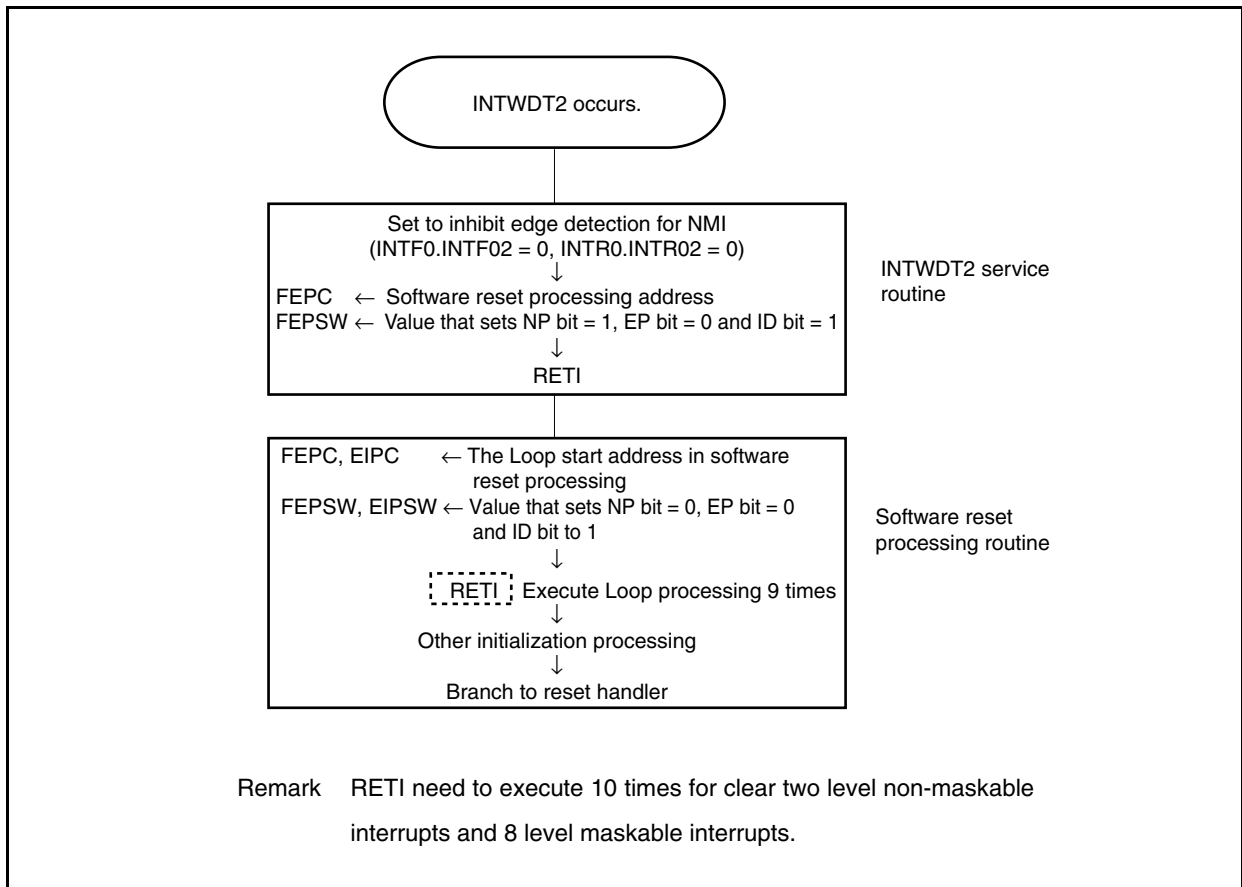 INTWDT2 occurs.
Set to inhibit edge detection for NMI
(INTF0.INTF02 = 0, INTR0.INTR02 = 0)
↓
FEPC ← Software reset processing address
FEPSW ← Value that sets NP bit = 1, EP bit = 0 and ID bit = 1
↓
RETI
INTWDT2 service
routine
FEPC, EIPC ← The Loop start address in software
reset processing
FEPSW, EIPSW ← Value that sets NP bit = 0, EP bit = 0
and ID bit to 1
↓
RETI Execute Loop processing 9 times
↓
Other initialization processing
↓
Branch to reset handler
Software reset
processing routine
Remark RETI need to execute 10 times for clear two level non-maskable
interrupts and 8 level maskable interrupts.